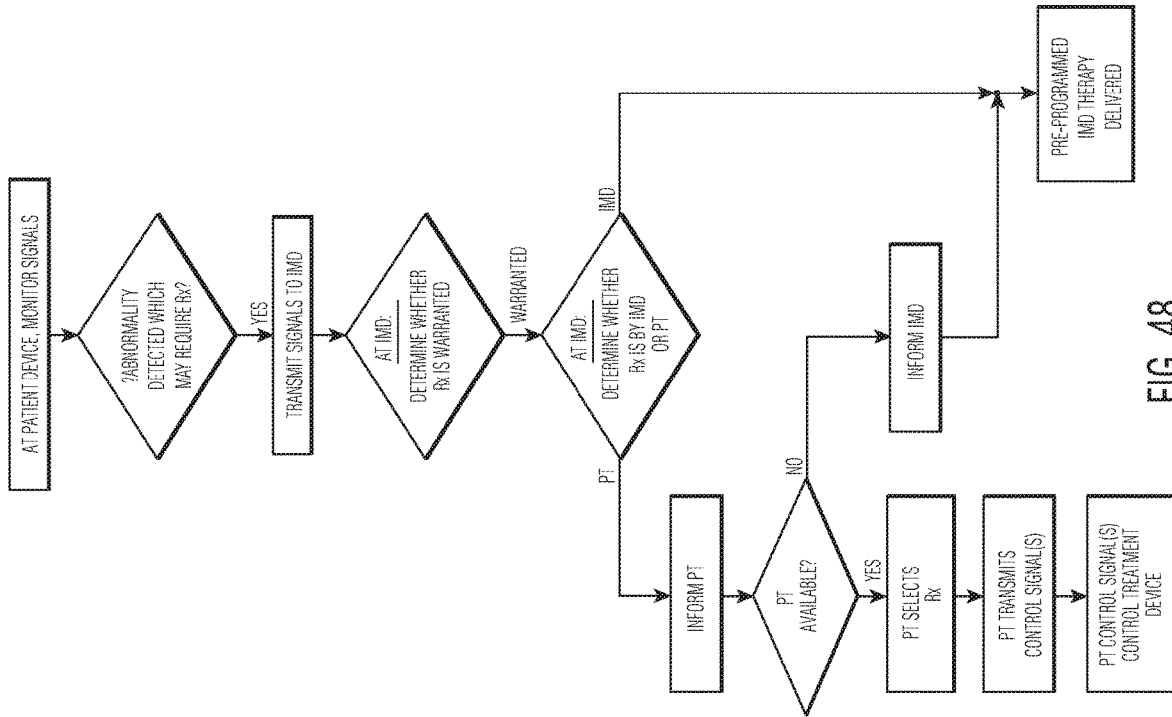 AT PATIENT DEVICE, MONITOR SIGNALS
?ABNORMALITY
DETECTED WHICH
MAY REQUIRE Rx?
YES
TRANSMIT SIGNALS TO IMD
AT IMD:
DETERMINE WHETHER
Rx IS WARRANTED
WARRANTED
AT IMD:
DETERMINE WHETHER
Rx IS BY IMD
OR PT
PT
IMD
INFORM PT
PT
AVAILABLE?
NO
YES
INFORM IMD
PT SELECTS
Rx
PT TRANSMITS
CONTROL SIGNAL(S)
PT CONTROL SIGNAL(S)
CONTROL TREATMENT
DEVICE
PRE-PROGRAMMED
IMD THERAPY
DELIVERED
FIG. 48